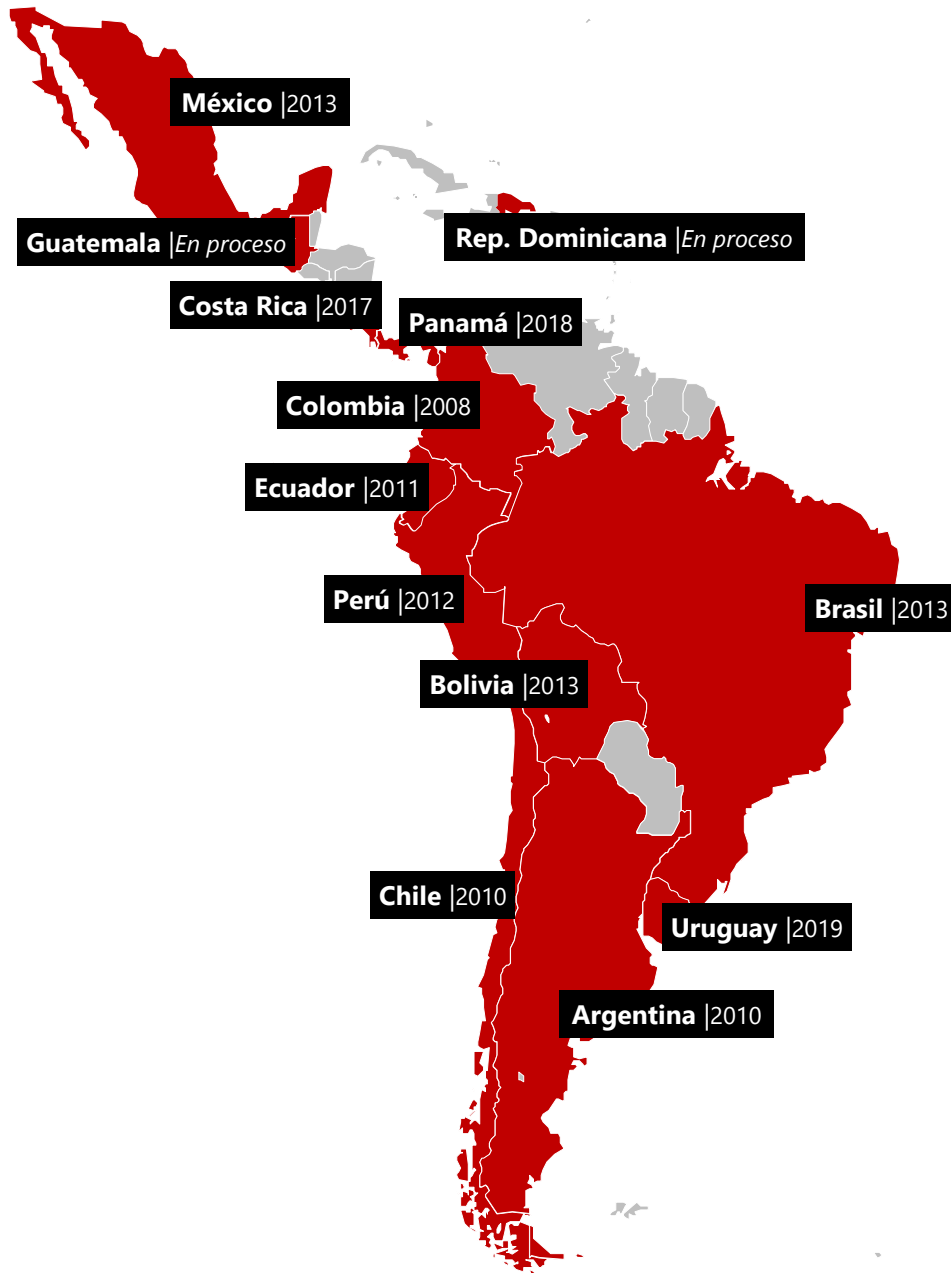 México |2013
Guatemala |En proceso
Rep. Dominicana |En proceso
Costa Rica |2017
Panamá |2018
Colombia |2008
Ecuador |2011
Perú |2012
Brasil |2013
Bolivia |2013
Chile |2010
Uruguay |2019
Argentina |2010